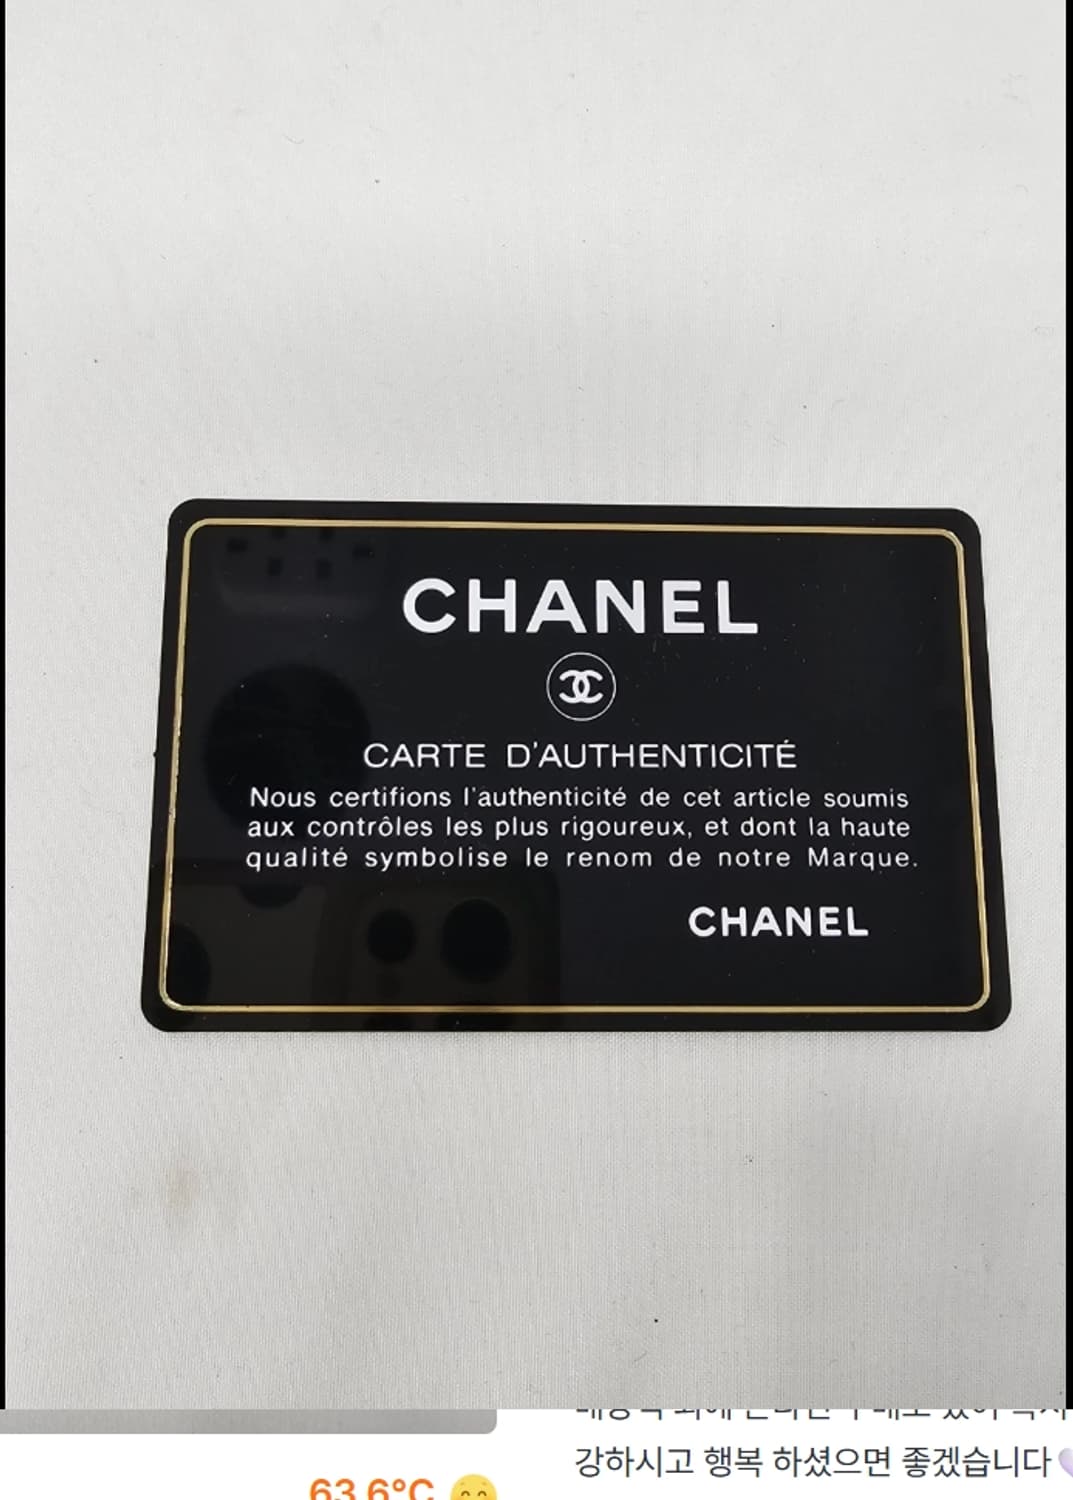 CHANEL
CARTE D'AUTHENTICITÉ
Nous certifions l'authenticité de cet article soumis
aux contrôles les plus rigoureux, et dont la haute
qualité symbolise le renom de notre Marque.
CHANEL
강하시고 행복 하셨으면 좋겠습니다
63.6°C